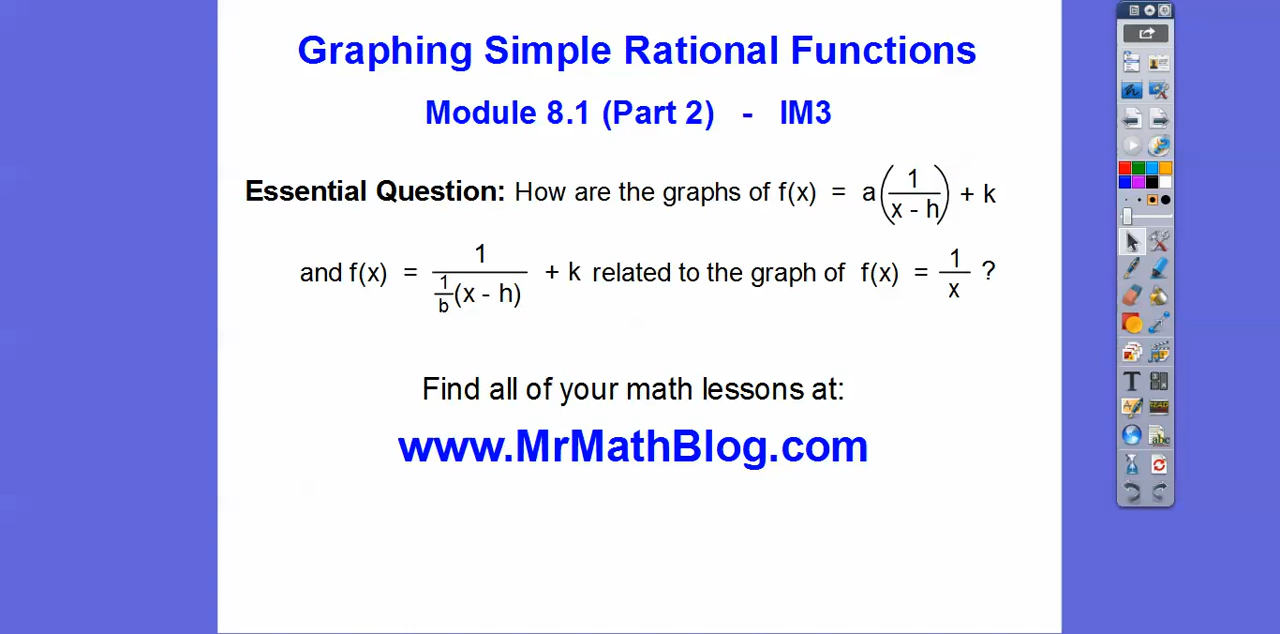 Graphing Simple Rational Functions
Module 8.1 (Part 2) - IM3
Essential Question: How are the graphs of f(x) = a(1/(x - h)) + k
and f(x) = 1/(1/b(x - h)) + k related to the graph of f(x) = 1/x ?
Find all of your math lessons at:
www.MrMathBlog.com